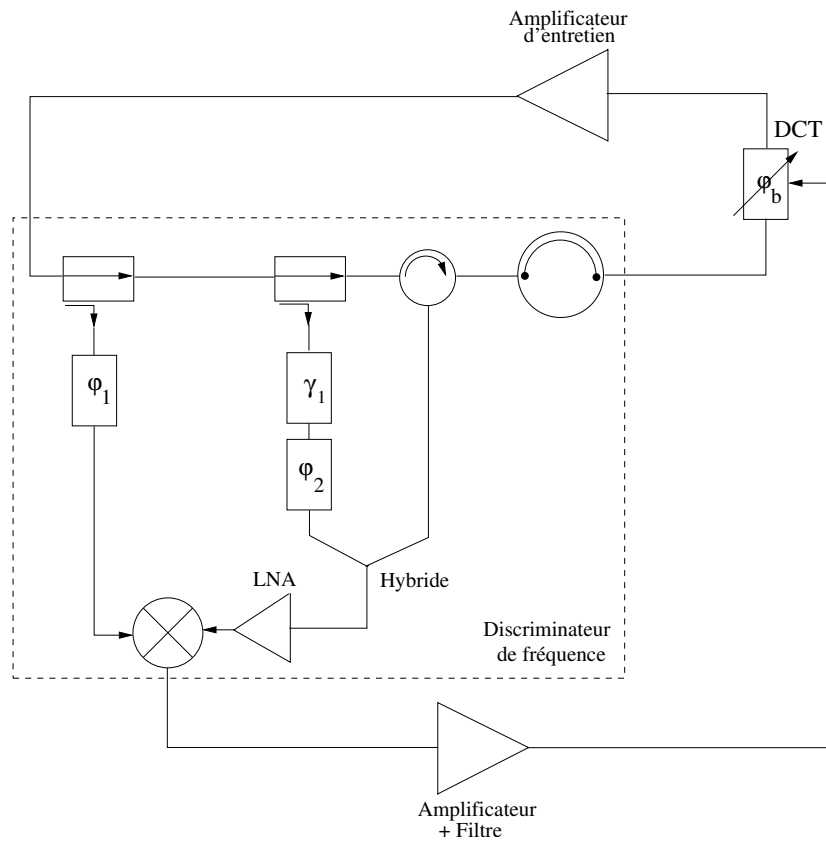 Amplificateur
d'entretien
DCT
φb
φ1
γ1
φ2
LNA
Hybride
Discriminateur
de fréquence
Amplificateur
+ Filtre